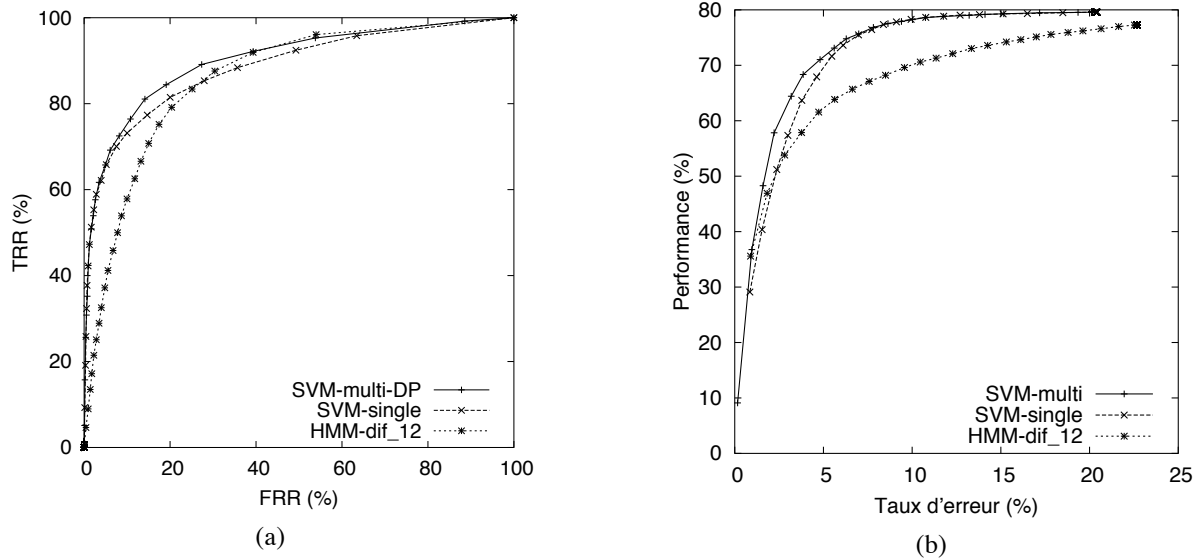 100
80
60
40
20
0
TRR (%)
SVM-multi-DP
SVM-single
HMM-dif_12
0 20 40 60 80 100
FRR (%)
(a)
80
70
60
50
40
30
20
10
0
Performance (%)
SVM-multi
SVM-single
HMM-dif_12
0 5 10 15 20 25
Taux d'erreur (%)
(b)